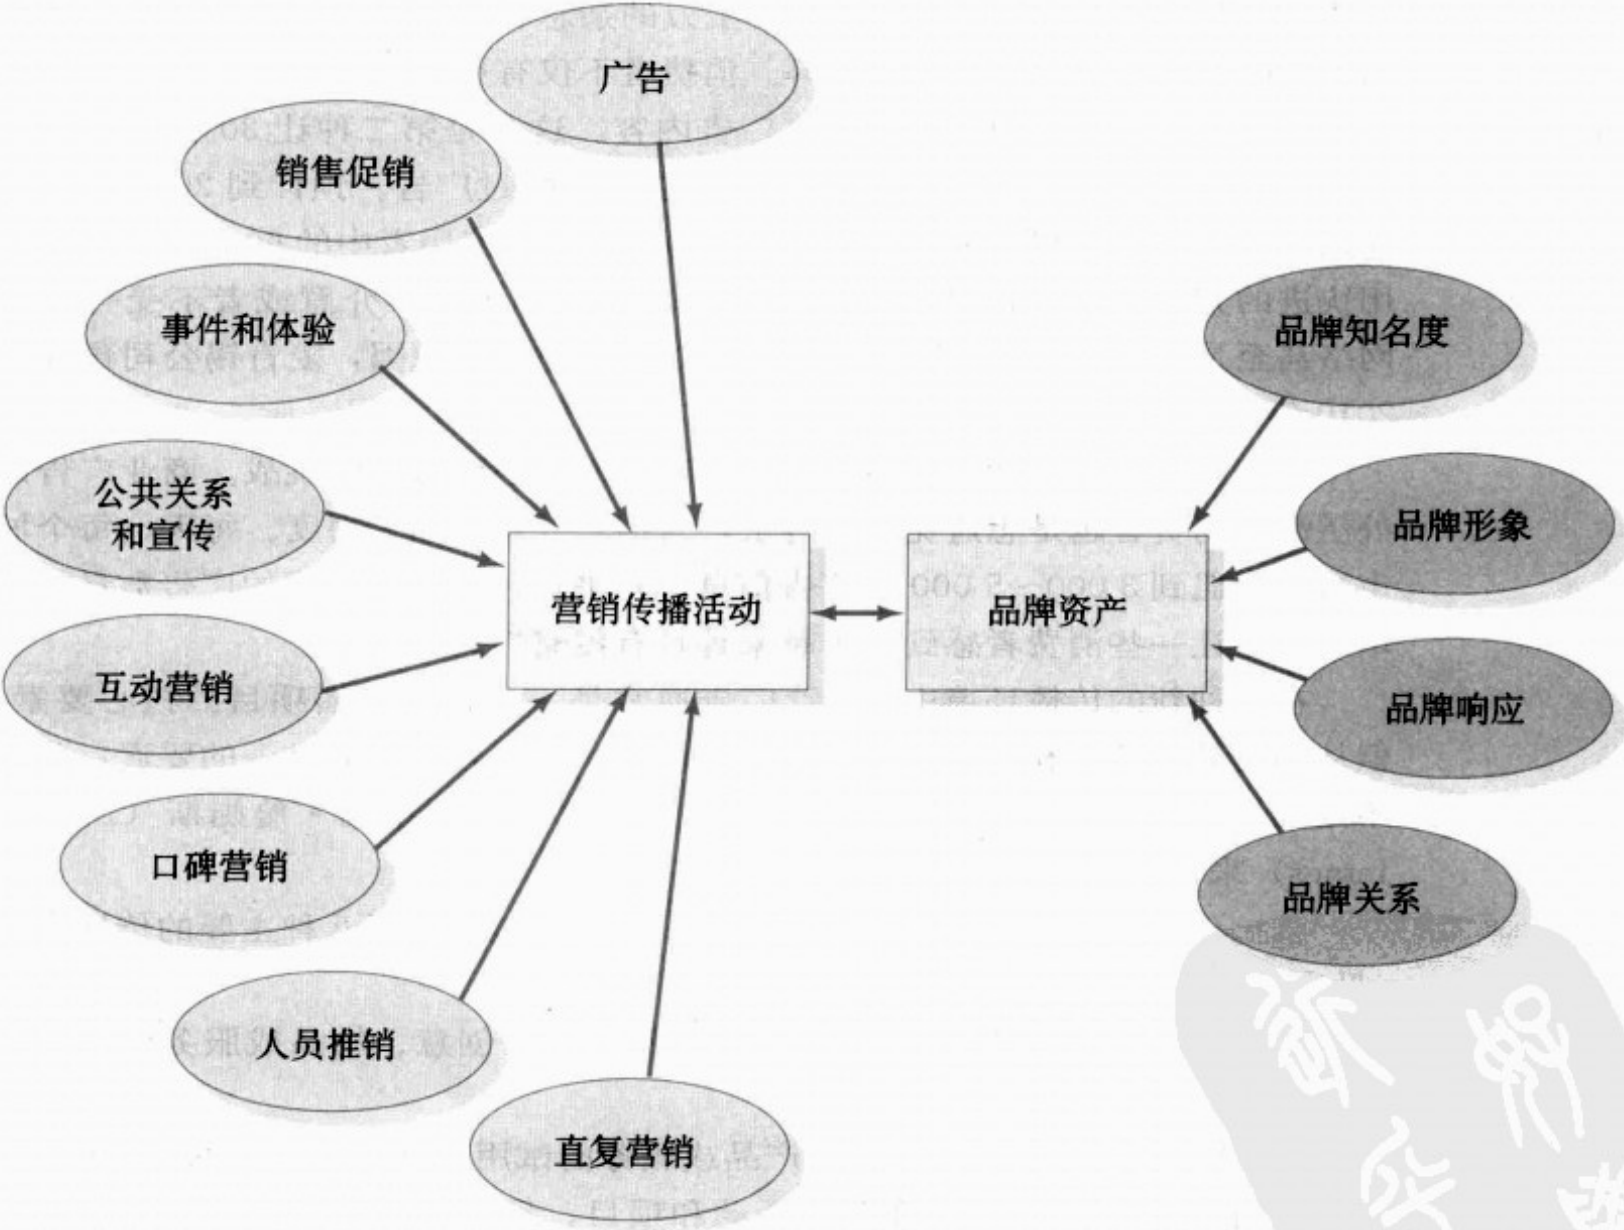 广告
销售促销
事件和体验
公共关系
和宣传
互动营销
口碑营销
人员推销
直复营销
营销传播活动
品牌资产
品牌知名度
品牌形象
品牌响应
品牌关系